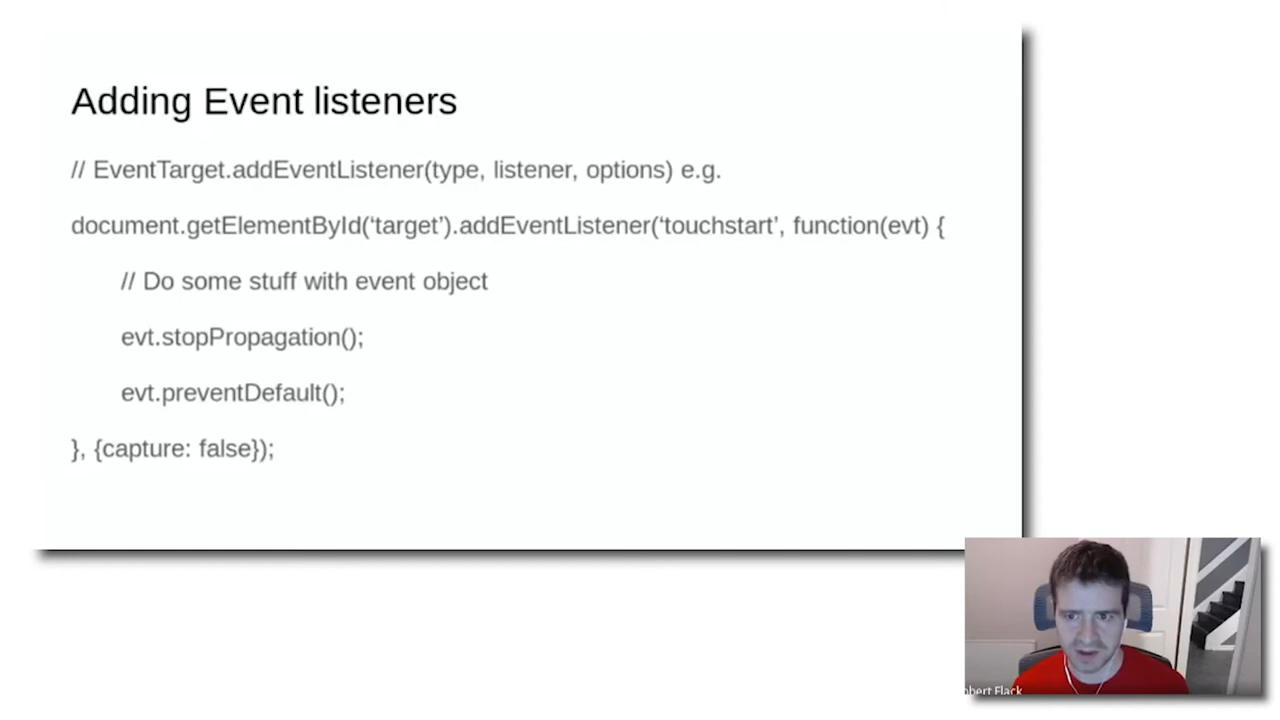 Adding Event listeners
// EventTarget.addEventListener(type, listener, options) e.g.
document.getElementById(‘target’).addEventListener(‘touchstart’, function(evt) {
// Do some stuff with event object
evt.stopPropagation();
evt.preventDefault();
}, {capture: false});
Flack